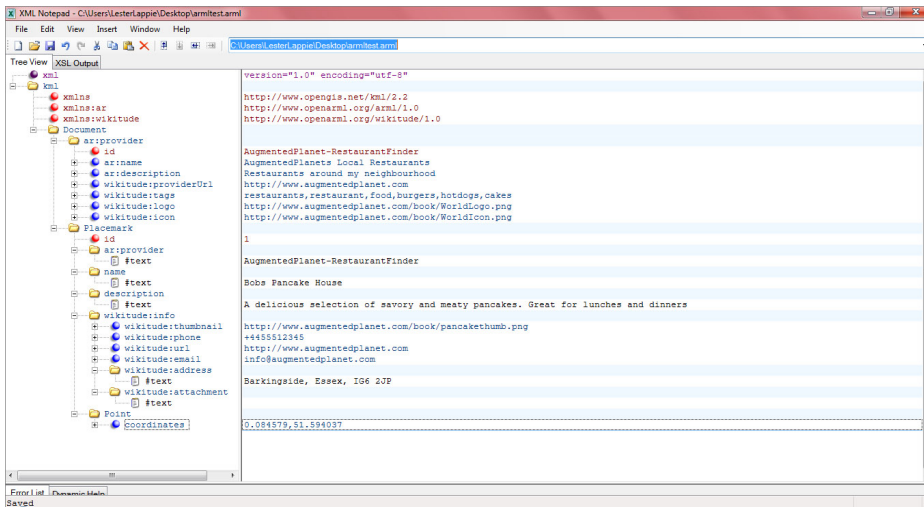 XML Notepad - C:\Users\LesterLappie\Desktop\armltest.arml
File Edit View Insert Window Help
C:\Users\LesterLappie\Desktop\armltest.arml
Tree View XSL Output
xml version="1.0" encoding="utf-8"
kml
xmlns http://www.opengis.net/kml/2.2
xmlns:ar http://www.openarml.org/arml/1.0
xmlns:wikitude http://www.openarml.org/wikitude/1.0
Document
ar:provider
id AugmentedPlanet-RestaurantFinder
ar:name AugmentedPlanets Local Restaurants
ar:description Restaurants around my neighbourhood
wikitude:providerUrl http://www.augmentedplanet.com
wikitude:tags restaurants,restaurant,food,burgers,hotdogs,cakes
wikitude:logo http://www.augmentedplanet.com/book/WorldLogo.png
wikitude:icon http://www.augmentedplanet.com/book/WorldIcon.png
Placemark
id 1
ar:provider
#text AugmentedPlanet-RestaurantFinder
name
#text Bobs Pancake House
description
#text A delicious selection of savory and meaty pancakes. Great for lunches and dinners
wikitude:info
wikitude:thumbnail http://www.augmentedplanet.com/book/pancakethumb.png
wikitude:phone +4455512345
wikitude:url http://www.augmentedplanet.com
wikitude:email info@augmentedplanet.com
wikitude:address
#text Barkingside, Essex, IG6 2JP
wikitude:attachment
#text
Point
coordinates 0.084579,51.594037
Error List Dynamic Help
Saved